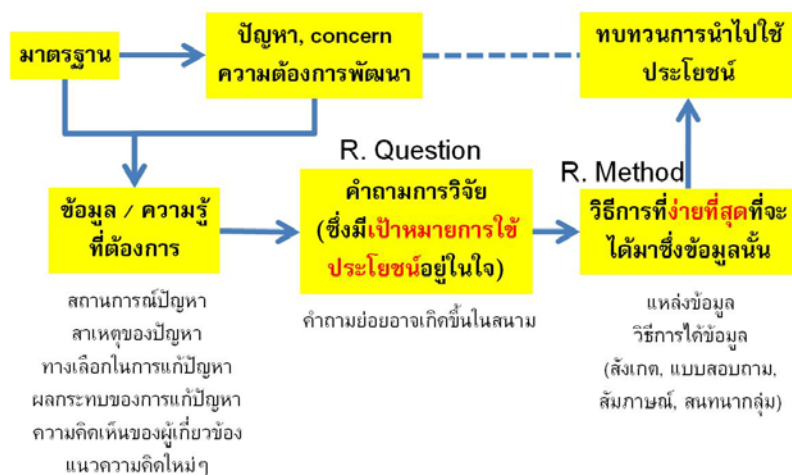 มาตรฐาน
ปัญหา, concern
ความต้องการพัฒนา
ทบทวนการนำไปใช้
ประโยชน์
R. Question
R. Method
ข้อมูล / ความรู้
ที่ต้องการ
คำถามการวิจัย
(ซึ่งมีเป้าหมายการใช้
ประโยชน์อยู่ในใจ)
วิธีการที่ง่ายที่สุดที่จะ
ได้มาซึ่งข้อมูลนั้น
สถานการณ์ปัญหา
สาเหตุของปัญหา
ทางเลือกในการแก้ปัญหา
ผลกระทบของการแก้ปัญหา
ความคิดเห็นของผู้เกี่ยวข้อง
แนวความคิดใหม่ๆ
คำถามย่อยอาจเกิดขึ้นในสนาม
แหล่งข้อมูล
วิธีการได้ข้อมูล
(สังเกต, แบบสอบถาม,
สัมภาษณ์, สนทนากลุ่ม)